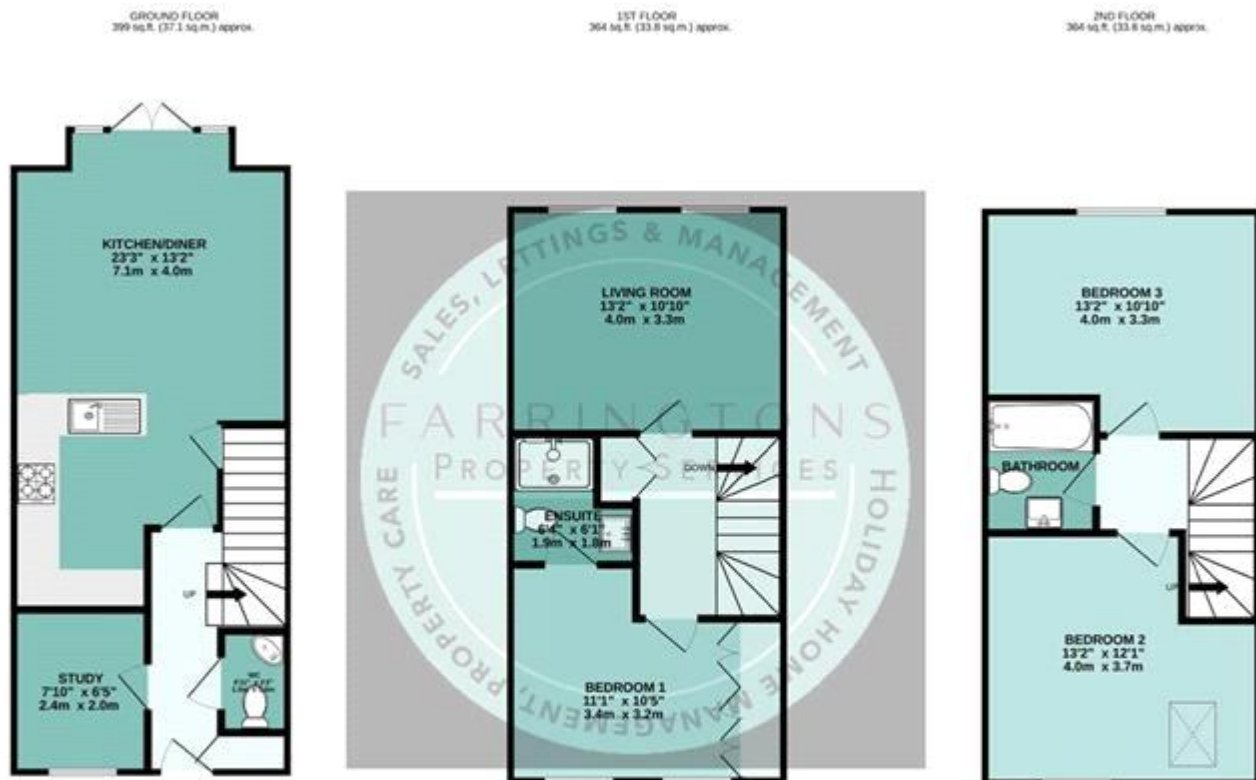 GROUND FLOOR
399 sq.ft. (37.1 sq.m.) approx.
KITCHEN/DINER
23'3" x 13'2"
7.1m x 4.0m
UP
STUDY
7'10" x 6'5"
2.4m x 2.0m
WC
1ST FLOOR
364 sq.ft. (33.8 sq.m.) approx.
LIVING ROOM
13'2" x 10'10"
4.0m x 3.3m
DOWN
ENSUITE
6'4" x 6'1"
1.9m x 1.8m
BEDROOM 1
11'1" x 10'5"
3.4m x 3.2m
SALES, LETTINGS & MANAGEMENT
FARRINGTONS
PROPERTY SERVICES
HOLIDAY HOME MANAGEMENT, PROPERTY CARE
2ND FLOOR
364 sq.ft. (33.8 sq.m.) approx.
BEDROOM 3
13'2" x 10'10"
4.0m x 3.3m
BATHROOM
UP
BEDROOM 2
13'2" x 12'1"
4.0m x 3.7m